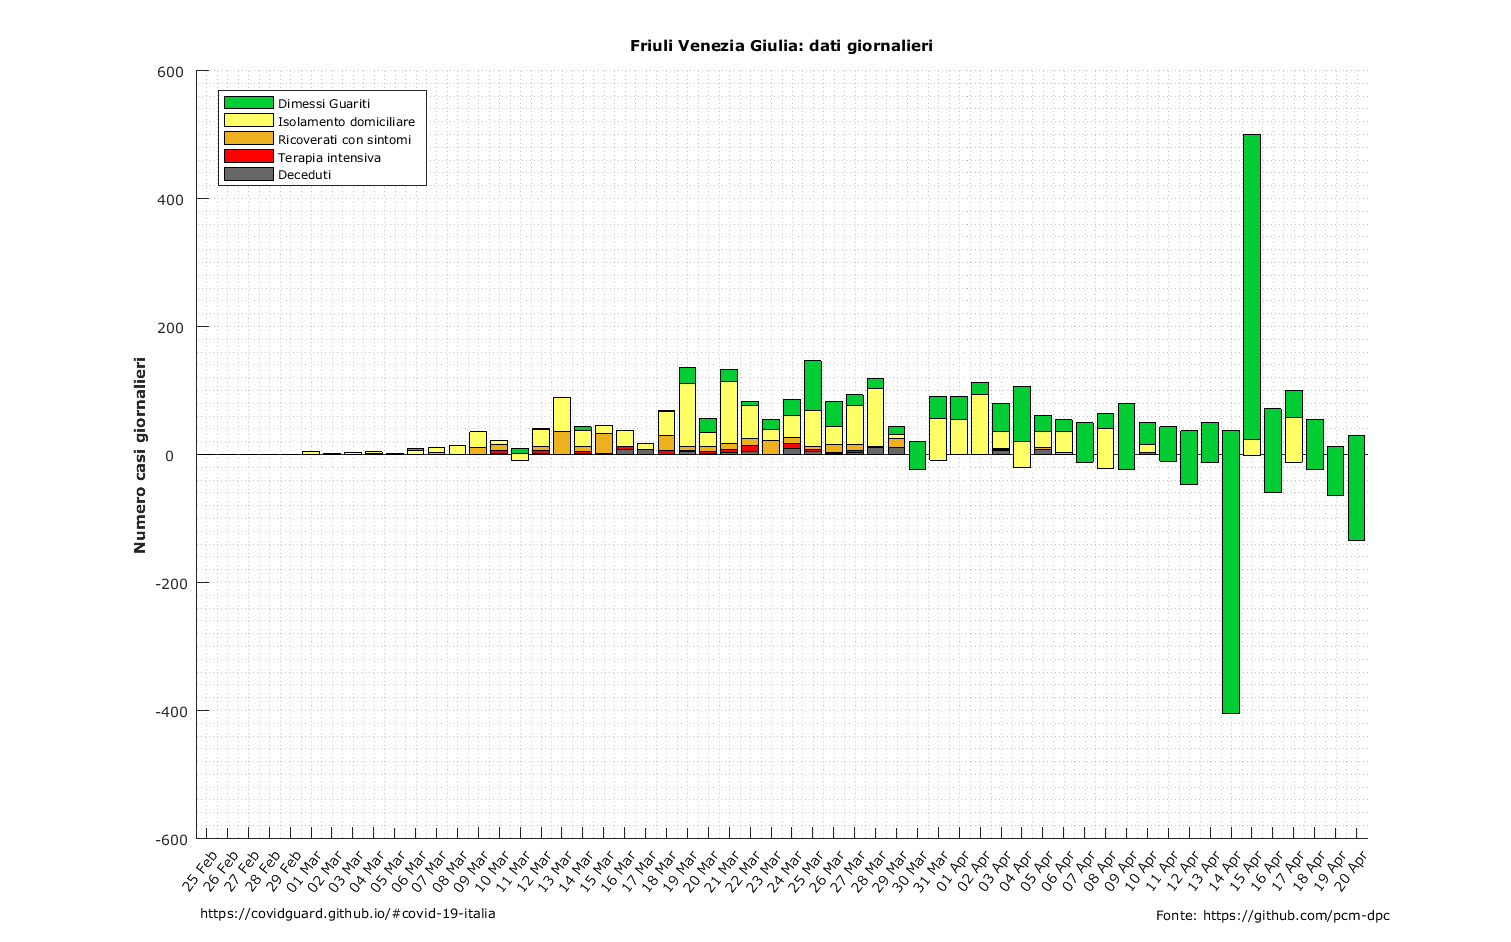 Friuli Venezia Giulia: dati giornalieri
600
400
200
0
-200
-400
-600
Numero casi giornalieri
Dimessi Guariti
Isolamento domiciliare
Ricoverati con sintomi
Terapia intensiva
Deceduti
25 Feb
26 Feb
27 Feb
28 Feb
29 Feb
01 Mar
02 Mar
03 Mar
04 Mar
05 Mar
06 Mar
07 Mar
08 Mar
09 Mar
10 Mar
11 Mar
12 Mar
13 Mar
14 Mar
15 Mar
16 Mar
17 Mar
18 Mar
19 Mar
20 Mar
21 Mar
22 Mar
23 Mar
24 Mar
25 Mar
26 Mar
27 Mar
28 Mar
29 Mar
30 Mar
31 Mar
01 Apr
02 Apr
03 Apr
04 Apr
05 Apr
06 Apr
07 Apr
08 Apr
09 Apr
10 Apr
11 Apr
12 Apr
13 Apr
14 Apr
15 Apr
16 Apr
17 Apr
18 Apr
19 Apr
20 Apr
https://covidguard.github.io/#covid-19-italia
Fonte: https://github.com/pcm-dpc